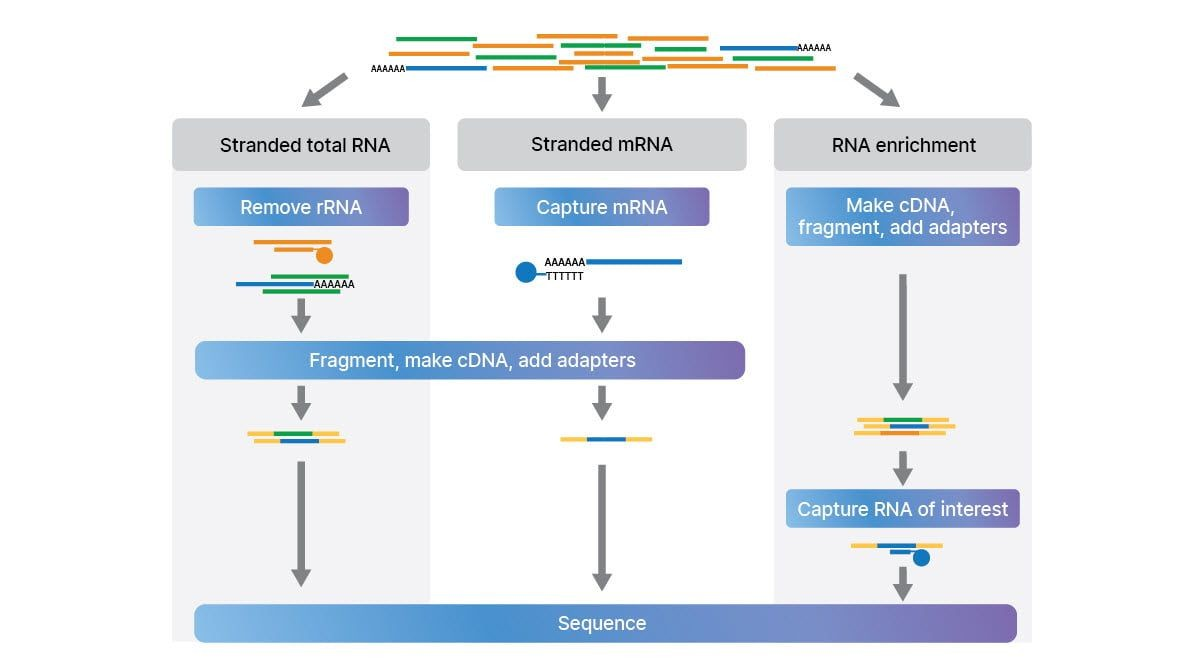 AAAAAA
AAAAAA
Stranded total RNA
Stranded mRNA
RNA enrichment
Remove rRNA
Capture mRNA
Make cDNA,
fragment, add adapters
AAAAAA
TTTTTT
AAAAAA
Fragment, make cDNA, add adapters
Capture RNA of interest
Sequence